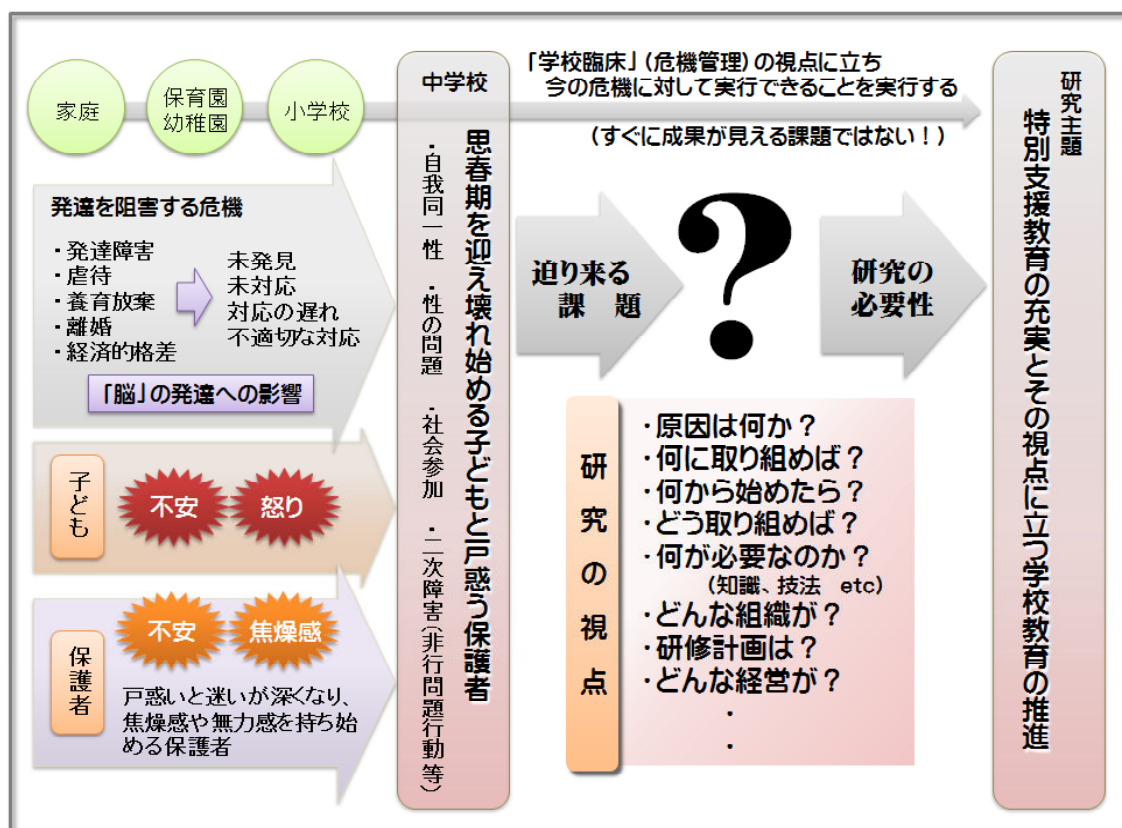 家庭
保育園
幼稚園
小学校
発達を阻害する危機
・発達障害
・虐待
・養育放棄
・離婚
・経済的格差
未発見
未対応
対応の遅れ
不適切な対応
「脳」の発達への影響
子ども
不安
怒り
保護者
不安
焦燥感
戸惑いと迷いが深くなり、
焦燥感や無力感を持ち始
める保護者
中学校
思春期を迎え壊れ始める子どもと戸惑う保護者
・自我同一性 ・性の問題 ・社会参加 ・二次障害(非行問題行動等)
「学校臨床」(危機管理)の視点に立ち
今の危機に対して実行できることを実行する
(すぐに成果が見える課題ではない!)
迫り来る
課 題
?
研究の
必要性
研究の視点
・原因は何か?
・何に取り組めば?
・何から始めたら?
・どう取り組めば?
・何が必要なのか?
(知識、技法 etc)
・どんな組織が?
・研修計画は?
・どんな経営が?
・
・
研究主題
特別支援教育の充実とその視点に立つ学校教育の推進